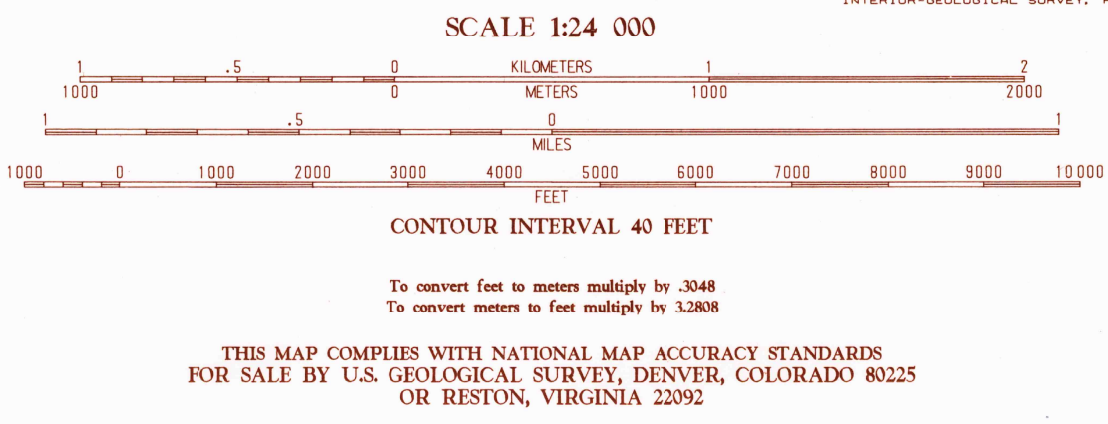 INTERIOR-GEOLOGICAL SURVEY,
SCALE 1:24 000
1 .5 0 KILOMETERS 1 2
1000 0 METERS 1000 2000
1 .5 0 1
MILES
1000 0 1000 2000 3000 4000 5000 6000 7000 8000 9000 10 000
FEET
CONTOUR INTERVAL 40 FEET
To convert feet to meters multiply by .3048
To convert meters to feet multiply by 3.2808
THIS MAP COMPLIES WITH NATIONAL MAP ACCURACY STANDARDS
FOR SALE BY U.S. GEOLOGICAL SURVEY, DENVER, COLORADO 80225
OR RESTON, VIRGINIA 22092